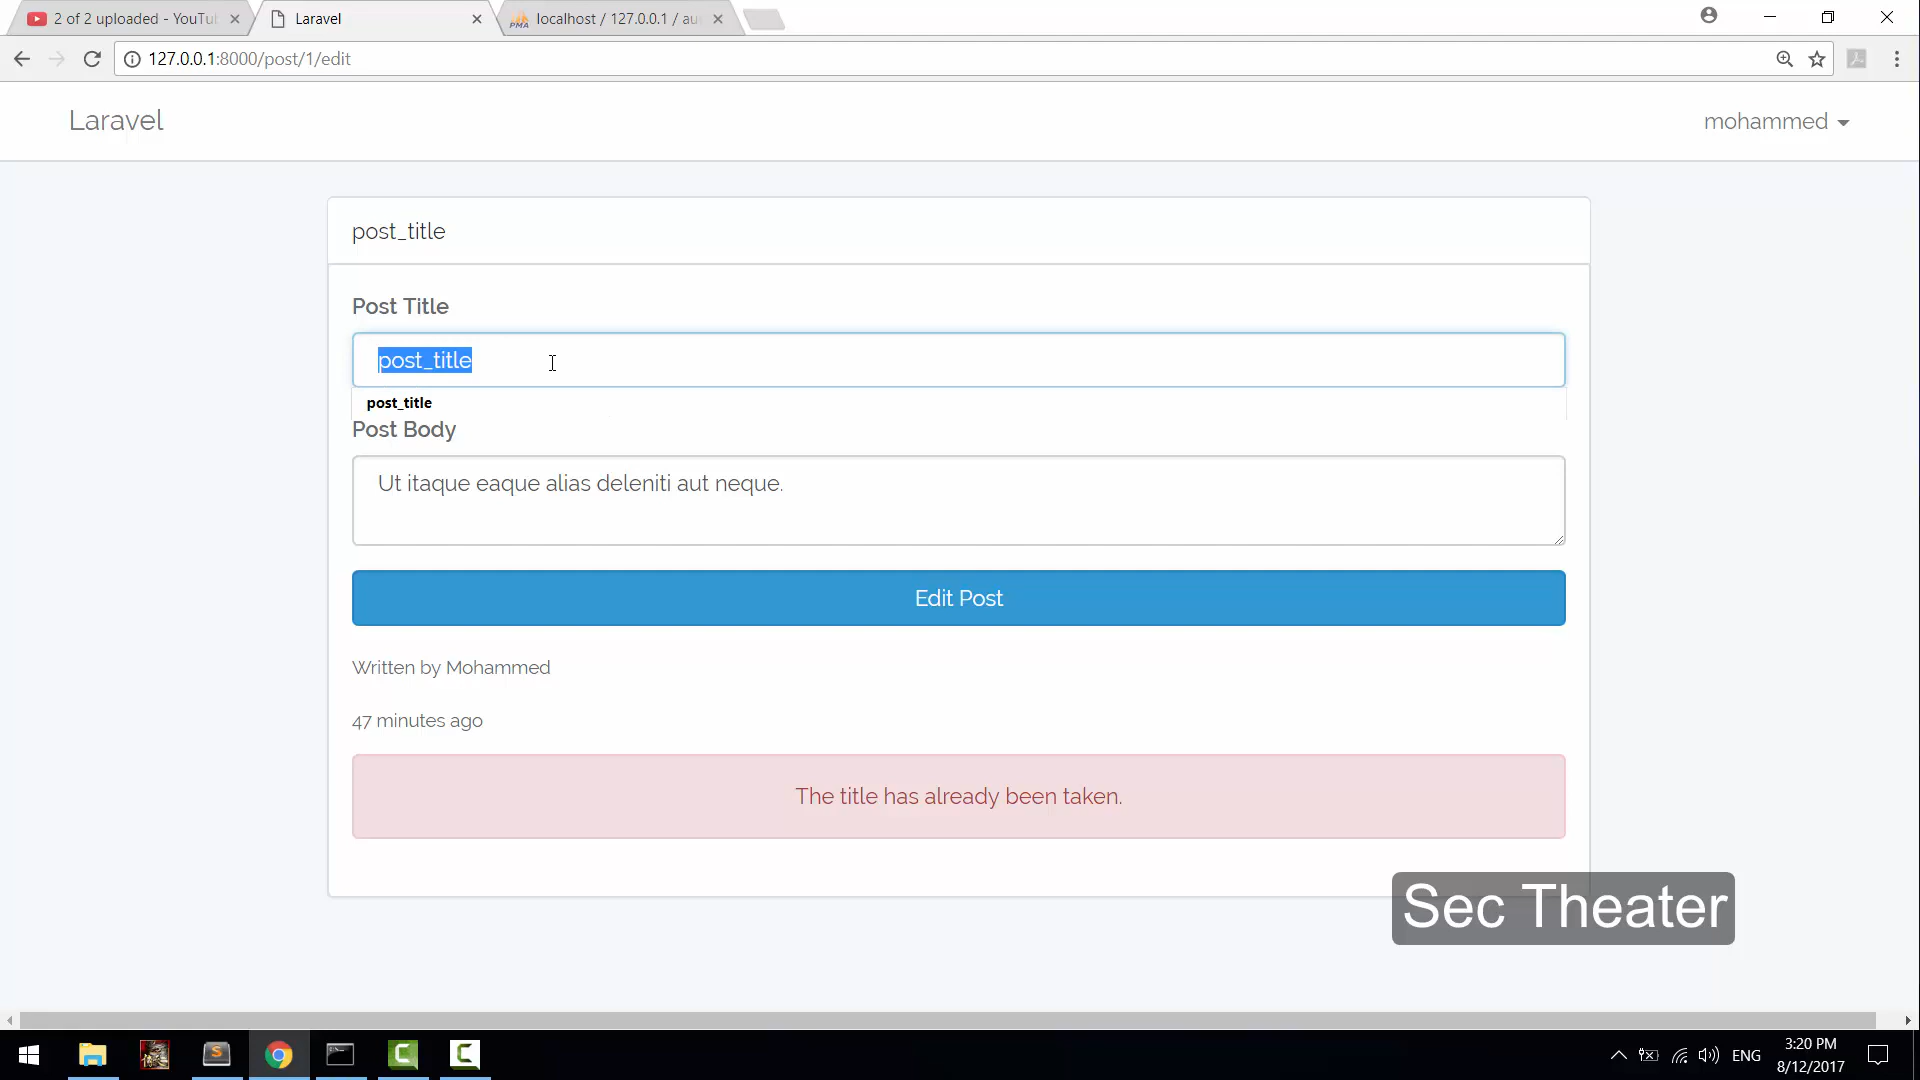 2 of 2 uploaded - YouTu
Laravel
localhost / 127.0.0.1 / au
127.0.0.1:8000/post/1/edit
Laravel
mohammed
post_title
Post Title
post_title
post_title
Post Body
Ut itaque eaque alias deleniti aut neque.
Edit Post
Written by Mohammed
47 minutes ago
The title has already been taken.
Sec Theater
ENG
3:20 PM
8/12/2017